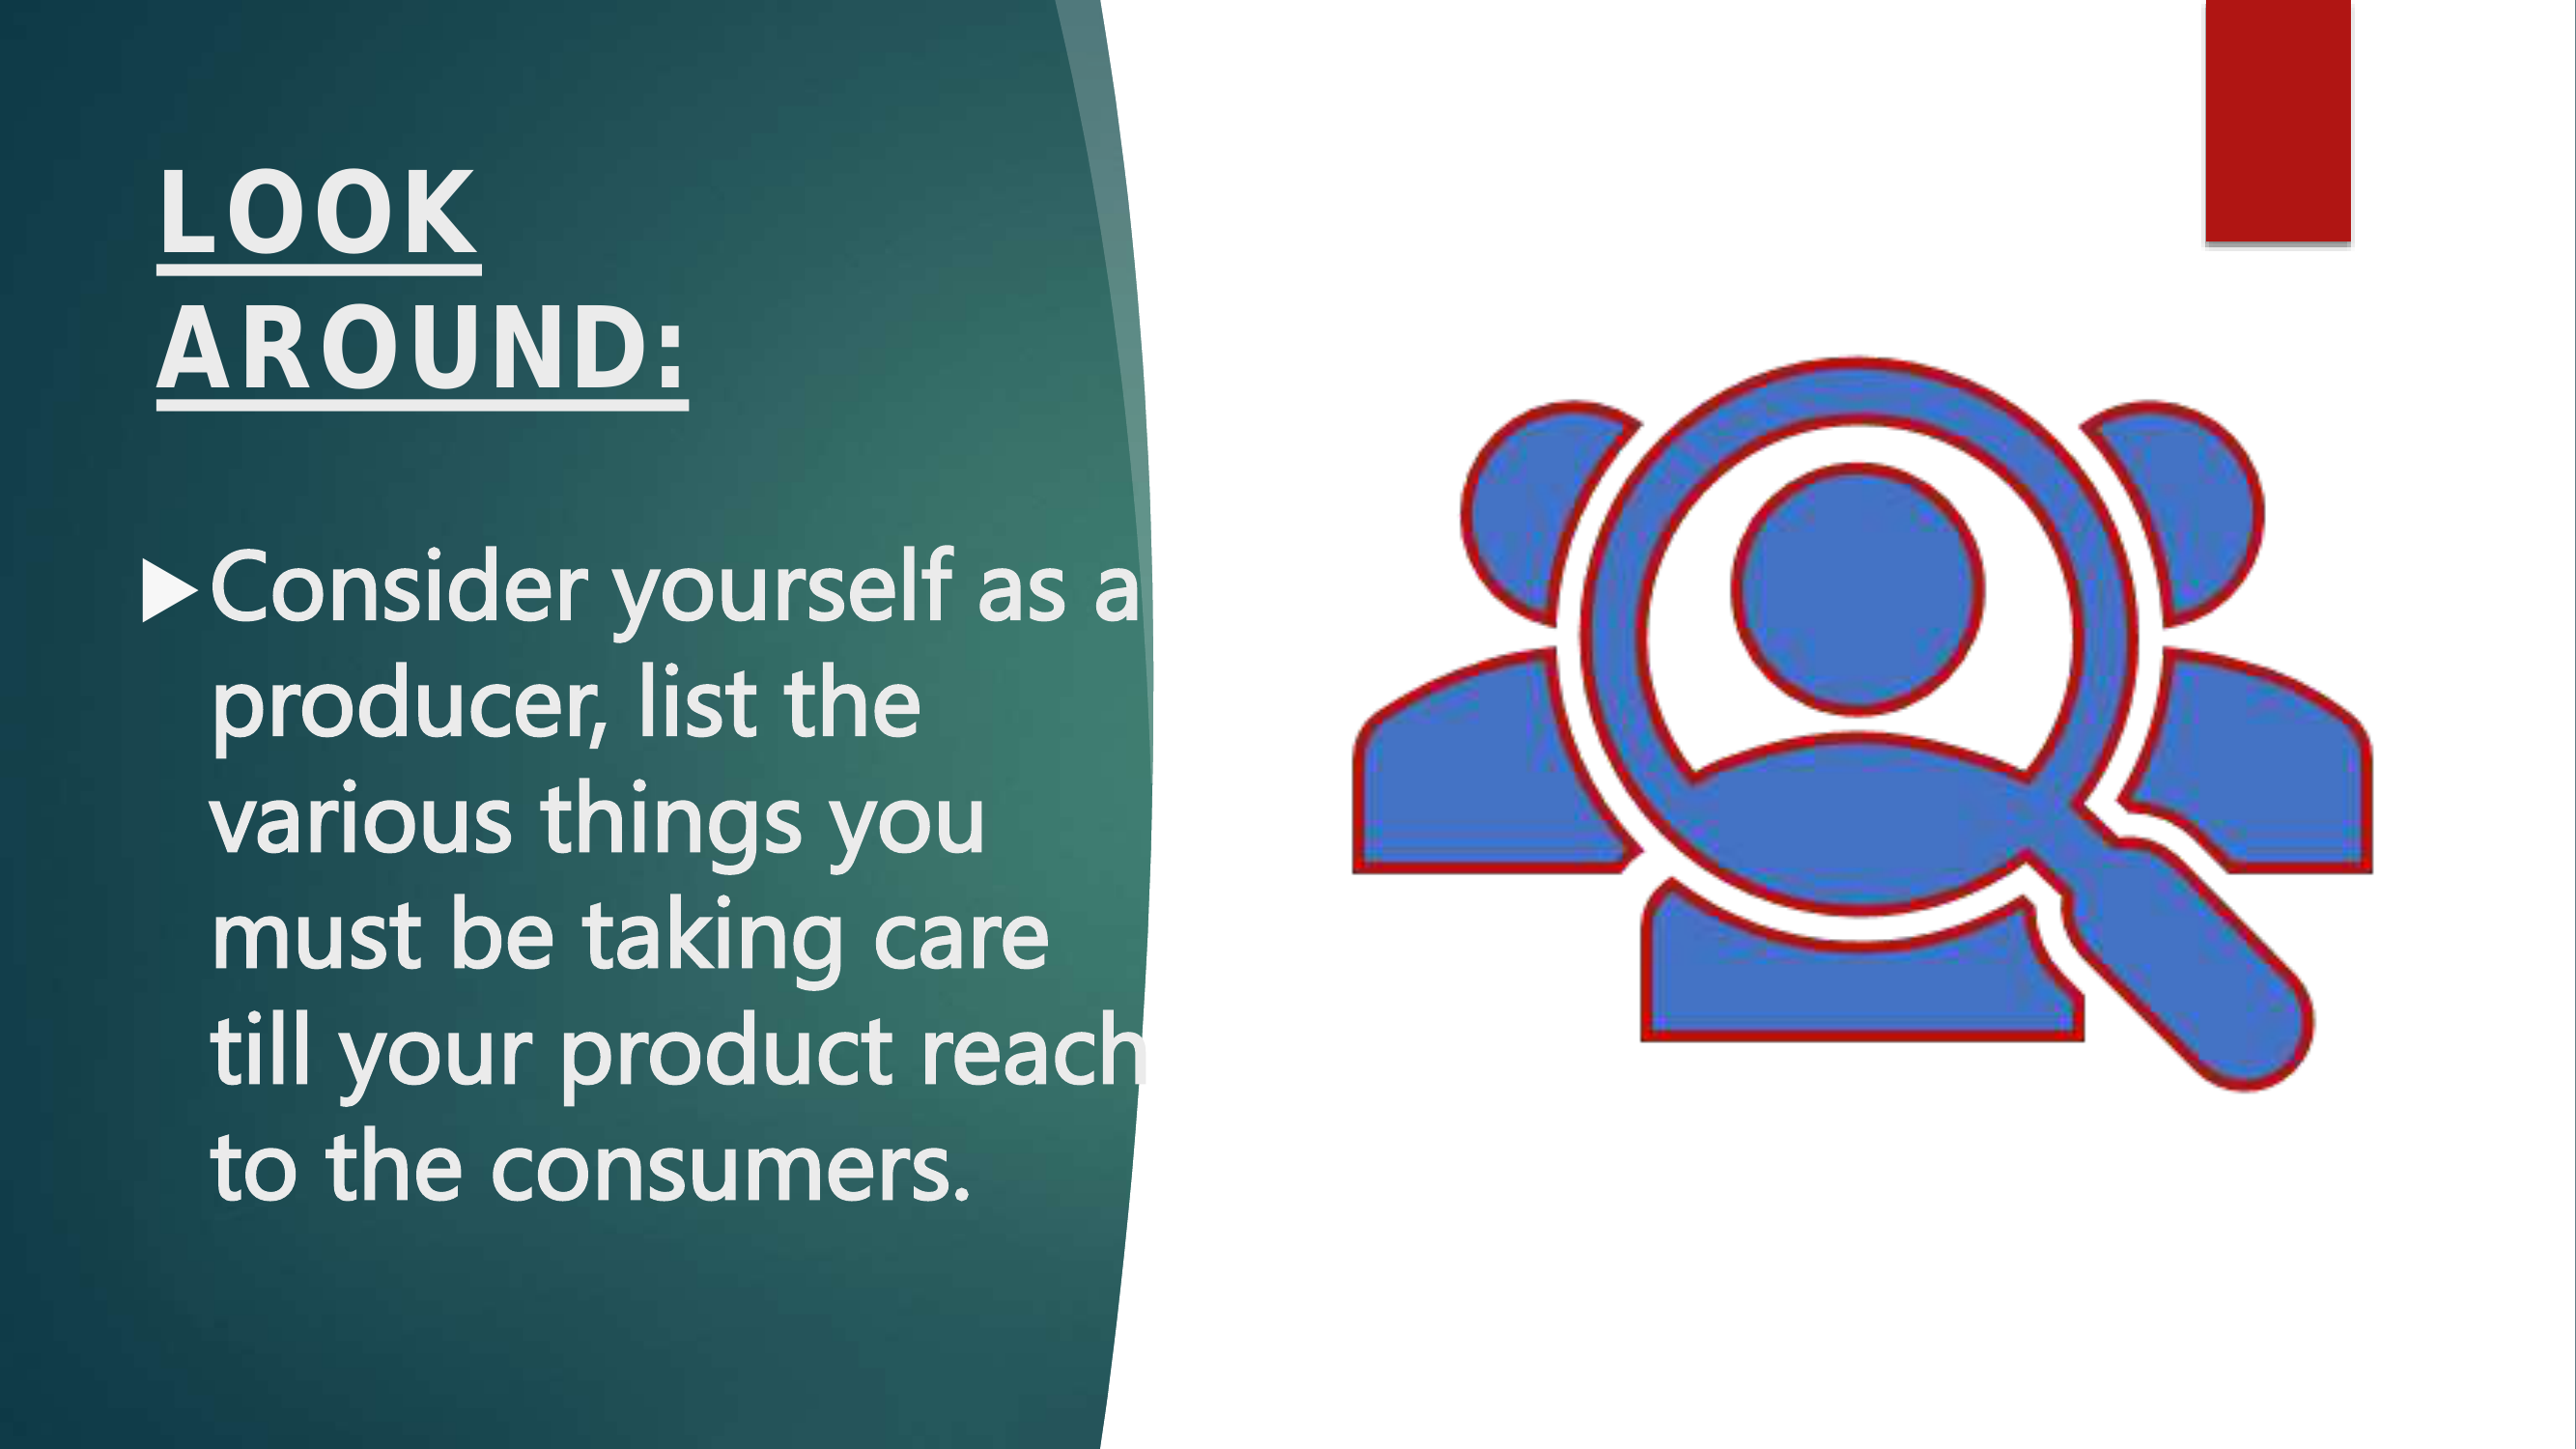 LOOK
AROUND:
Consider yourself as a
producer, list the
various things you
must be taking care
till your product reach
to the consumers.